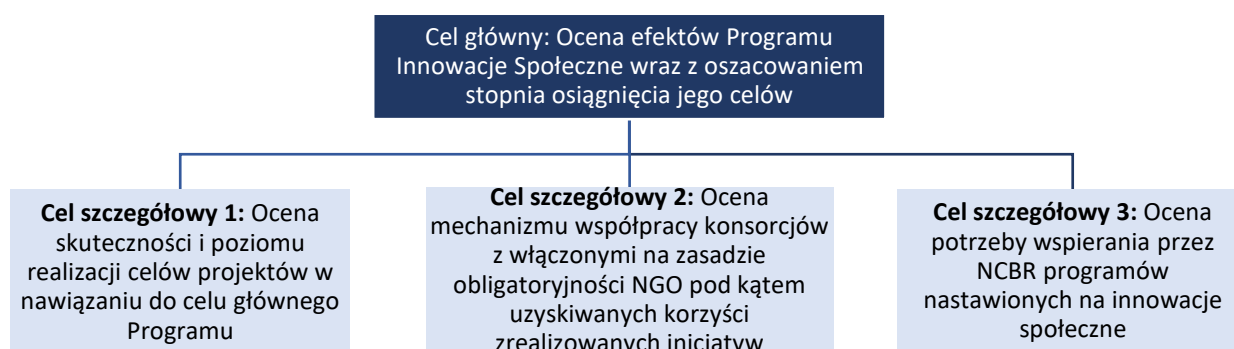 Cel główny: Ocena efektów Programu
Innowacje Społeczne wraz z oszacowaniem
stopnia osiągnięcia jego celów
Cel szczegółowy 1: Ocena
skuteczności i poziomu
realizacji celów projektów w
nawiązaniu do celu głównego
Programu
Cel szczegółowy 2: Ocena
mechanizmu współpracy konsorcjów
z włączonymi na zasadzie
obligatoryjności NGO pod kątem
uzyskiwanych korzyści
zrealizowanych inicjatyw
Cel szczegółowy 3: Ocena
potrzeby wspierania przez
NCBR programów
nastawionych na innowacje
społeczne